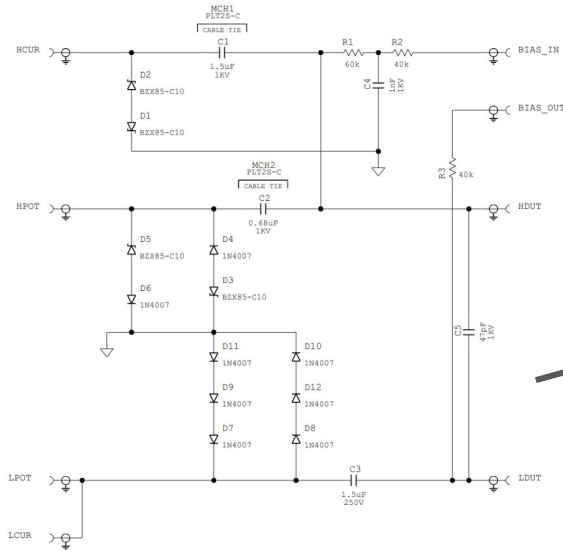 MCH1
PLT2S-C
CABLE TIE
HCUR
C1
1.5uF
1KV
R1
60k
R2
40k
BIAS_IN
D2
BZX85-C10
C4
1nF
1KV
D1
BZX85-C10
BIAS_OUT
R3
40k
MCH2
PLT2S-C
CABLE TIE
HPOT
C2
0.68uF
1KV
HDUT
D5
BZX85-C10
D4
1N4007
D6
1N4007
D3
BZX85-C10
C5
47pF
1KV
D11
1N4007
D10
1N4007
D9
1N4007
D12
1N4007
D7
1N4007
D8
1N4007
LPOT
C3
1.5uF
250V
LDUT
LCUR